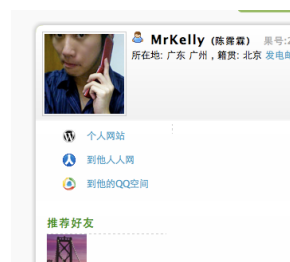 MrKelly (陈霏霖) 果号:
所在地: 广东 广州 , 籍贯: 北京 发电邮
个人网站
到他人人网
到他的QQ空间
推荐好友